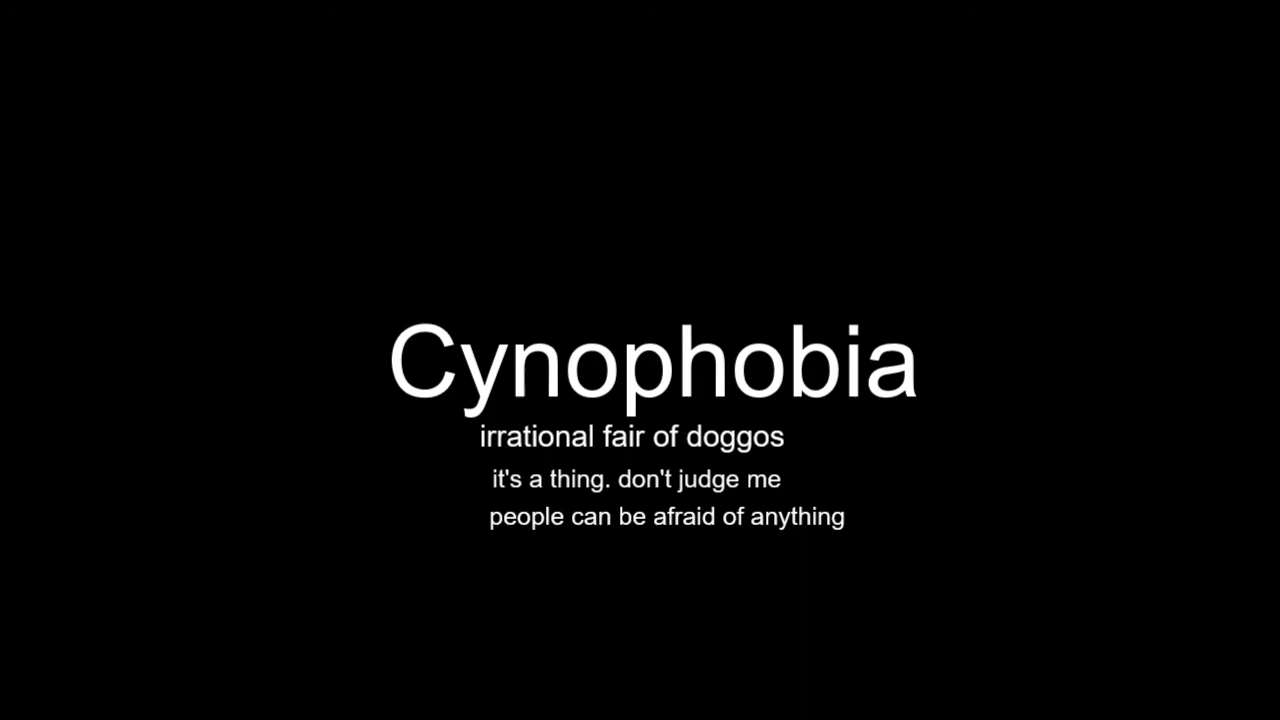 Cynophobia
irrational fair of doggos
it's a thing. don't judge me
people can be afraid of anything